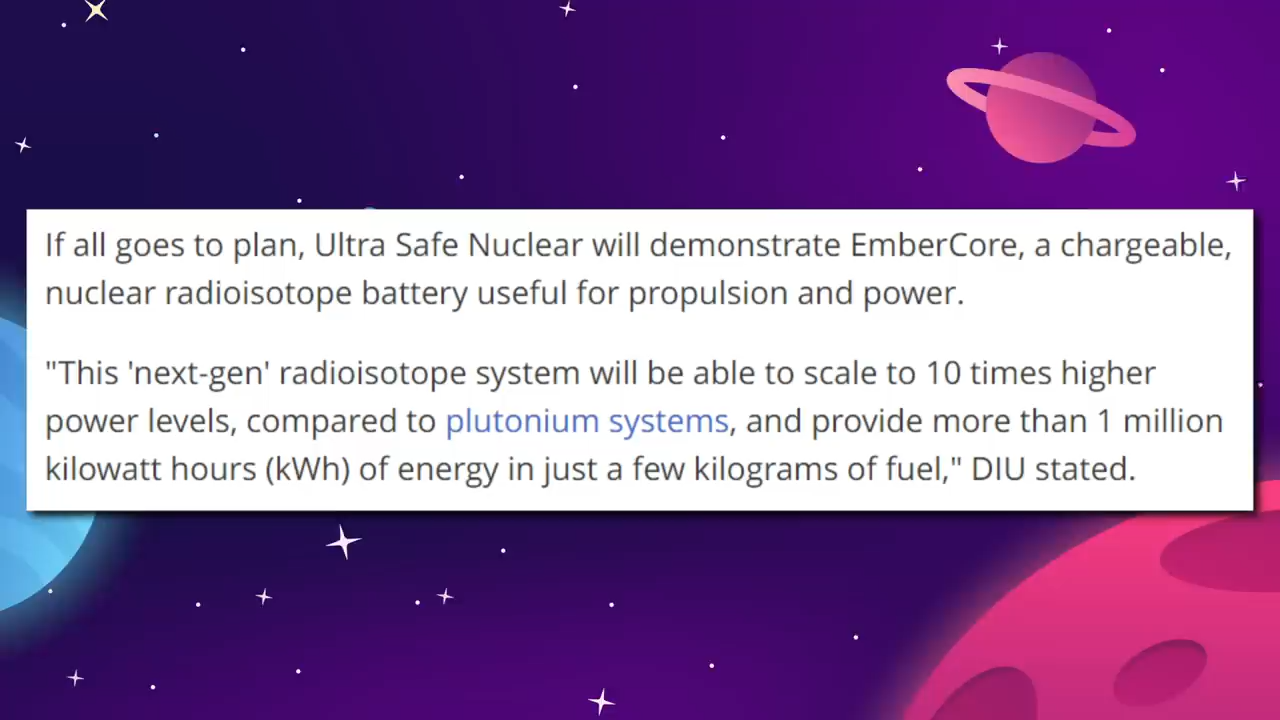 If all goes to plan, Ultra Safe Nuclear will demonstrate EmberCore, a chargeable,
nuclear radioisotope battery useful for propulsion and power.
"This 'next-gen' radioisotope system will be able to scale to 10 times higher
power levels, compared to plutonium systems, and provide more than 1 million
kilowatt hours (kWh) of energy in just a few kilograms of fuel," DIU stated.